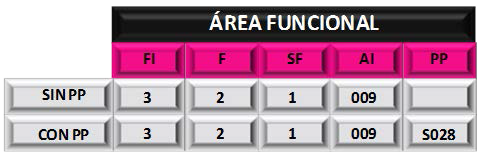 ÁREA FUNCIONAL
FI F SF AI PP
SIN PP 3 2 1 009
CON PP 3 2 1 009 S028